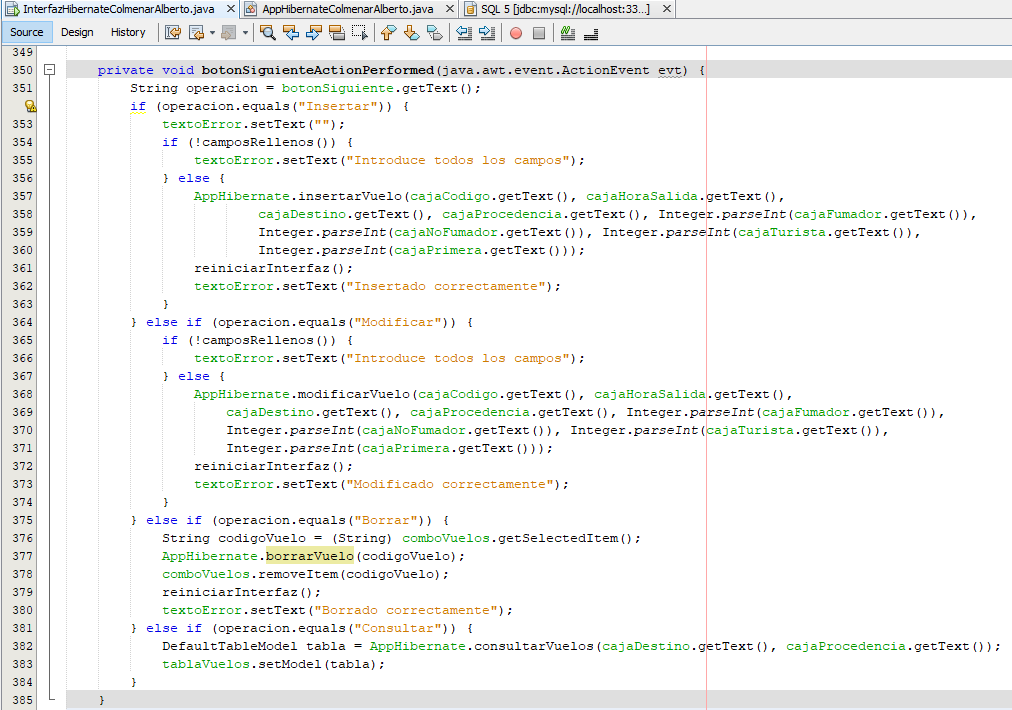 InterfazHibernateColmenarAlberto.java AppHibernateColmenarAlberto.java SQL 5 [jdbc:mysql://localhost:33...]
Source Design History
349
350 private void botonSiguienteActionPerformed(java.awt.event.ActionEvent evt) {
351 String operacion = botonSiguiente.getText();
if (operacion.equals("Insertar")) {
353 textoError.setText("");
354 if (!camposRellenos()) {
355 textoError.setText("Introduce todos los campos");
356 } else {
357 AppHibernate.insertarVuelo(cajaCodigo.getText(), cajaHoraSalida.getText(),
358 cajaDestino.getText(), cajaProcedencia.getText(), Integer.parseInt(cajaFumador.getText()),
359 Integer.parseInt(cajaNoFumador.getText()), Integer.parseInt(cajaTurista.getText()),
360 Integer.parseInt(cajaPrimera.getText()));
361 reiniciarInterfaz();
362 textoError.setText("Insertado correctamente");
363 }
364 } else if (operacion.equals("Modificar")) {
365 if (!camposRellenos()) {
366 textoError.setText("Introduce todos los campos");
367 } else {
368 AppHibernate.modificarVuelo(cajaCodigo.getText(), cajaHoraSalida.getText(),
369 cajaDestino.getText(), cajaProcedencia.getText(), Integer.parseInt(cajaFumador.getText()),
370 Integer.parseInt(cajaNoFumador.getText()), Integer.parseInt(cajaTurista.getText()),
371 Integer.parseInt(cajaPrimera.getText()));
372 reiniciarInterfaz();
373 textoError.setText("Modificado correctamente");
374 }
375 } else if (operacion.equals("Borrar")) {
376 String codigoVuelo = (String) comboVuelos.getSelectedItem();
377 AppHibernate.borrarVuelo(codigoVuelo);
378 comboVuelos.removeItem(codigoVuelo);
379 reiniciarInterfaz();
380 textoError.setText("Borrado correctamente");
381 } else if (operacion.equals("Consultar")) {
382 DefaultTableModel tabla = AppHibernate.consultarVuelos(cajaDestino.getText(), cajaProcedencia.getText());
383 tablaVuelos.setModel(tabla);
384 }
385 }